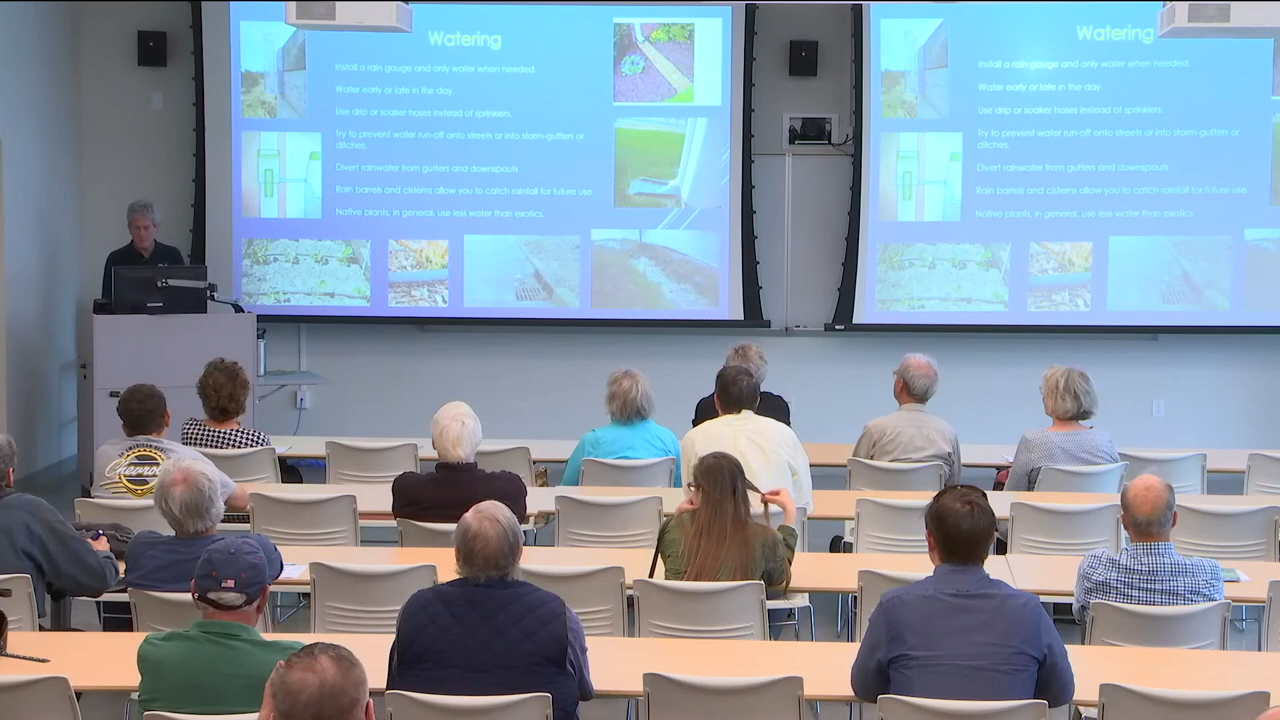 Watering
Install a rain gauge and only water when needed.
Water early or late in the day.
Use drip or soaker hoses instead of sprinklers.
Try to prevent water run-off onto streets or into storm-gutters or
ditches.
Divert rainwater from gutters and downspouts
Rain barrels and cisterns allow you to catch rainfall for future use.
Native plants, in general, use less water than exotics.
Watering
Install a rain gauge and only water when needed.
Water early or late in the day.
Use drip or soaker hoses instead of sprinklers.
Try to prevent water run-off onto streets or into storm-gutters or
ditches.
Divert rainwater from gutters and downspouts
Rain barrels and cisterns allow you to catch rainfall for future use.
Native plants, in general, use less water than exotics.